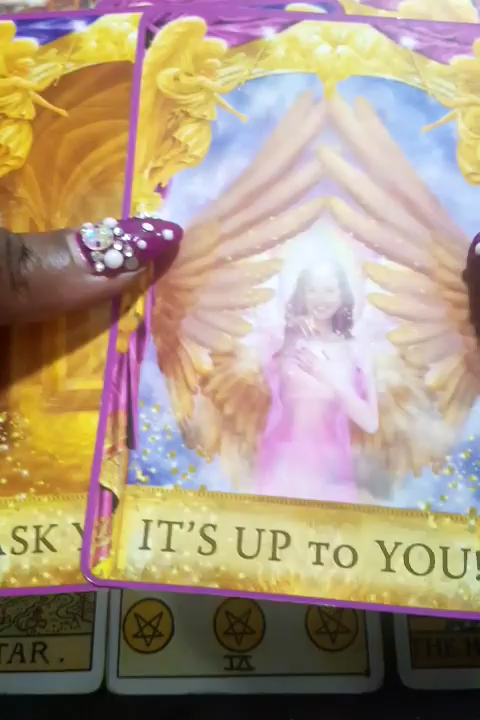 ASK Y
IT'S UP TO YOU!
TAR.
IX
THE H